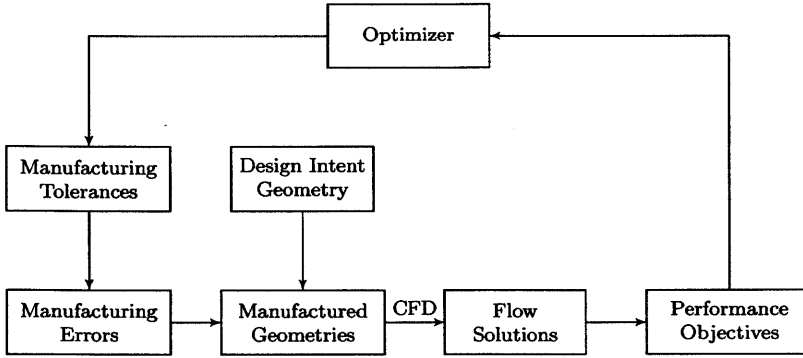 Optimizer
Manufacturing
Tolerances
Design Intent
Geometry
Manufacturing
Errors
Manufactured
Geometries
CFD
Flow
Solutions
Performance
Objectives